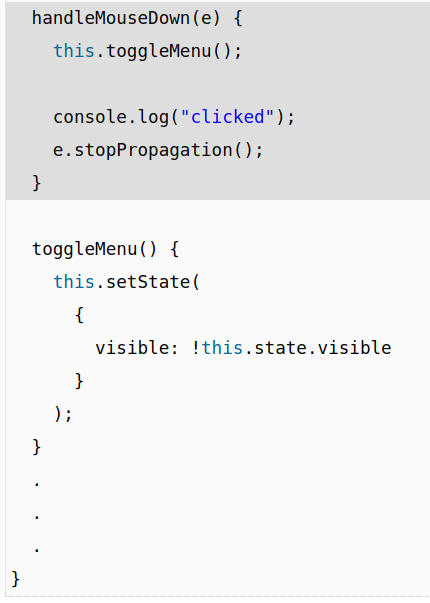 handleMouseDown(e) {
this.toggleMenu();
console.log("clicked");
e.stopPropagation();
}
toggleMenu() {
this.setState(
{
visible: !this.state.visible
}
);
}
.
.
.
}